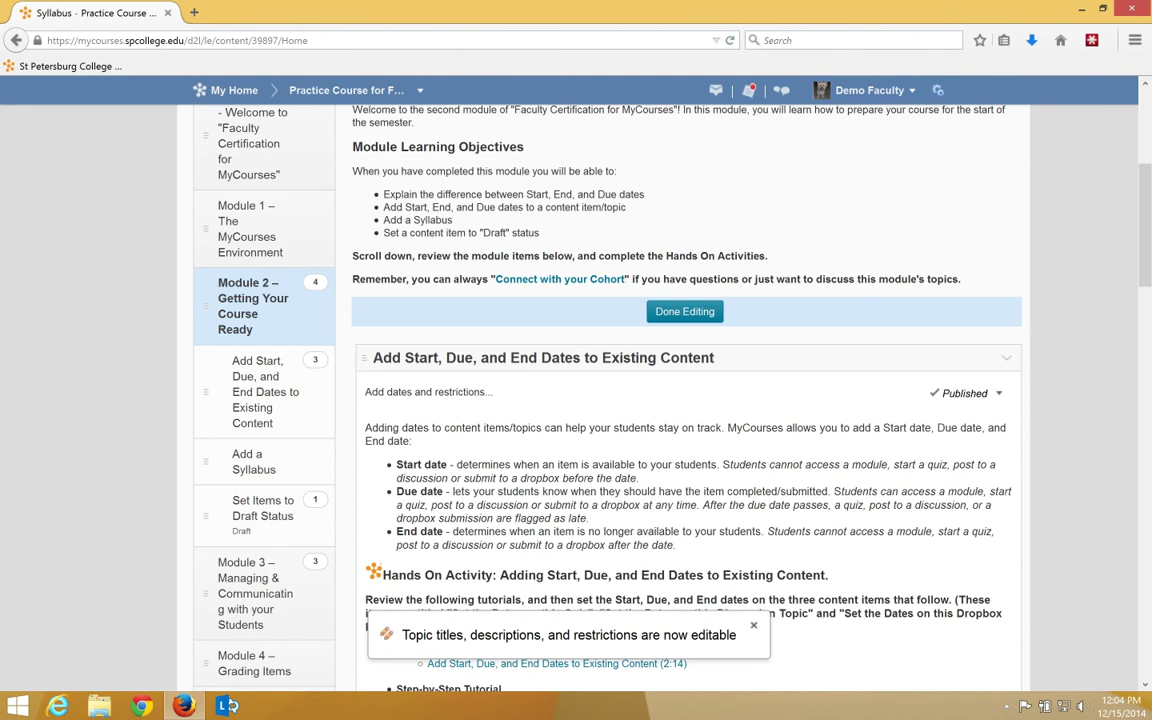 Syllabus - Practice Course ...
https://mycourses.spcollege.edu/d2l/le/content/39897/Home
Search
St Petersburg College ...
My Home
Practice Course for F...
Demo Faculty
- Welcome to
"Faculty
Certification
for
MyCourses"
Module 1 –
The
MyCourses
Environment
Module 2 –
Getting Your
Course
Ready
4
Add Start,
Due, and
End Dates to
Existing
Content
3
Add a
Syllabus
Set Items to
Draft Status
Draft
1
Module 3 –
Managing &
Communicatin
g with your
Students
3
Module 4 –
Grading Items
Welcome to the second module of "Faculty Certification for MyCourses"! In this module, you will learn how to prepare your course for the start of
the semester.
Module Learning Objectives
When you have completed this module you will be able to:
Explain the difference between Start, End, and Due dates
Add Start, End, and Due dates to a content item/topic
Add a Syllabus
Set a content item to "Draft" status
Scroll down, review the module items below, and complete the Hands On Activities.
Remember, you can always "Connect with your Cohort" if you have questions or just want to discuss this module's topics.
Done Editing
Add Start, Due, and End Dates to Existing Content
Add dates and restrictions...
Published
Adding dates to content items/topics can help your students stay on track. MyCourses allows you to add a Start date, Due date, and
End date:
Start date - determines when an item is available to your students. Students cannot access a module, start a quiz, post to a
discussion or submit to a dropbox before the date.
Due date - lets your students know when they should have the item completed/submitted. Students can access a module, start
a quiz, post to a discussion or submit to dropbox at any time. After the due date passes, a quiz, post to a discussion, or a
dropbox submission are flagged as late.
End date - determines when an item is no longer available to your students. Students cannot access a module, start a quiz,
post to a discussion or submit to a dropbox after the date.
Hands On Activity: Adding Start, Due, and End Dates to Existing Content.
Review the following tutorials, and then set the Start, Due, and End dates on the three content items that follow. (These
Topic" and "Set the Dates on this Dropbox
Topic titles, descriptions, and restrictions are now editable
Add Start, Due, and End Dates to Existing Content (2:14)
Step-by-Step Tutorial
12:04 PM
12/15/2014